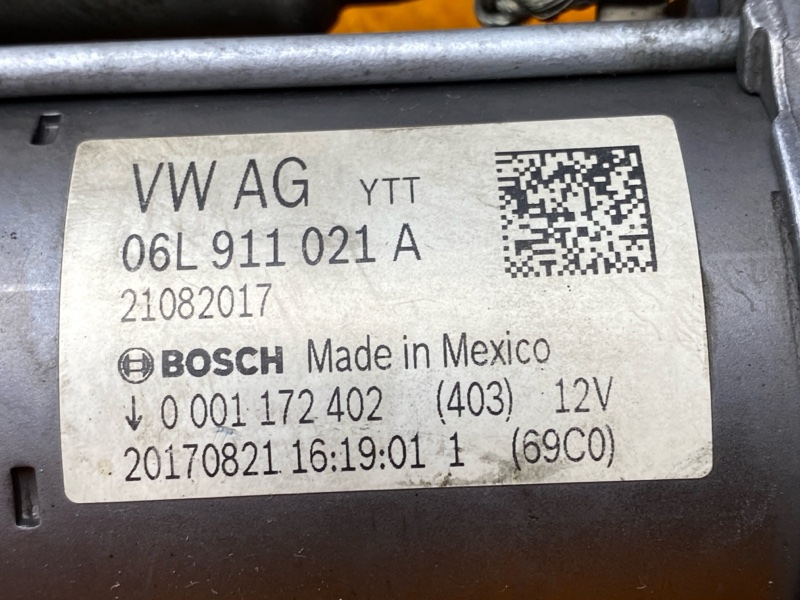 VW AG YTT
06L 911 021 A
21082017
BOSCH Made in Mexico
↓ 0 001 172 402 (403) 12V
20170821 16:19:01 1 (69C0)